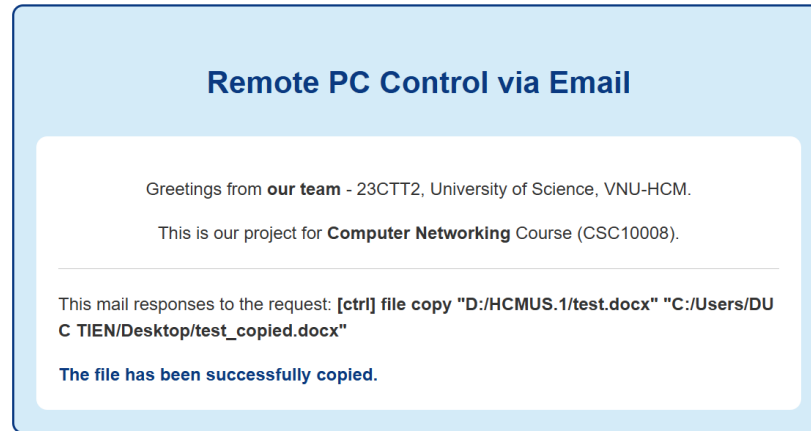 Remote PC Control via Email
Greetings from our team - 23CTT2, University of Science, VNU-HCM.
This is our project for Computer Networking Course (CSC10008).
This mail responses to the request: [ctrl] file copy "D:/HCMUS.1/test.docx" "C:/Users/DU
C TIEN/Desktop/test_copied.docx"
The file has been successfully copied.